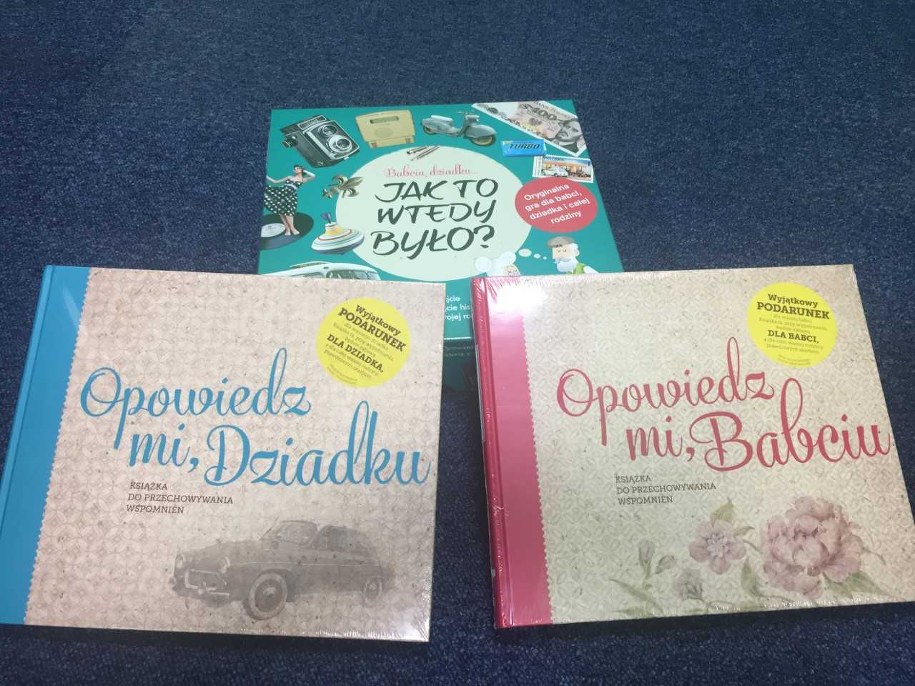 TURBO
Babciu, dziadku...
JAK TO
WTEDY
BYŁO?
Oryginalna
gra dla babci,
dziadka i całej
rodziny
Wyjątkowy
PODARUNEK
DLA DZIADKA,
Opowiedz
mi, Dziadku
KSIĄŻKA
DO PRZECHOWYWANIA
WSPOMNIEŃ
Wyjątkowy
PODARUNEK
DLA BABCI,
Opowiedz
mi, Babciu
KSIĄŻKA
DO PRZECHOWYWANIA
WSPOMNIEŃ